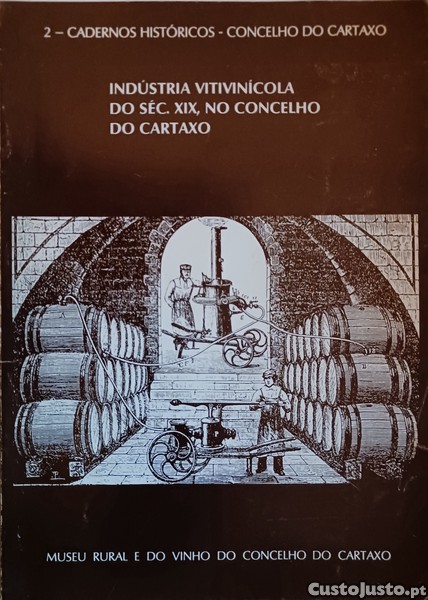 2 – CADERNOS HISTÓRICOS - CONCELHO DO CARTAXO
INDÚSTRIA VITIVINÍCOLA
DO SÉC. XIX, NO CONCELHO
DO CARTAXO
MUSEU RURAL E DO VINHO DO CONCELHO DO CARTAXO
CustoJusto.pt